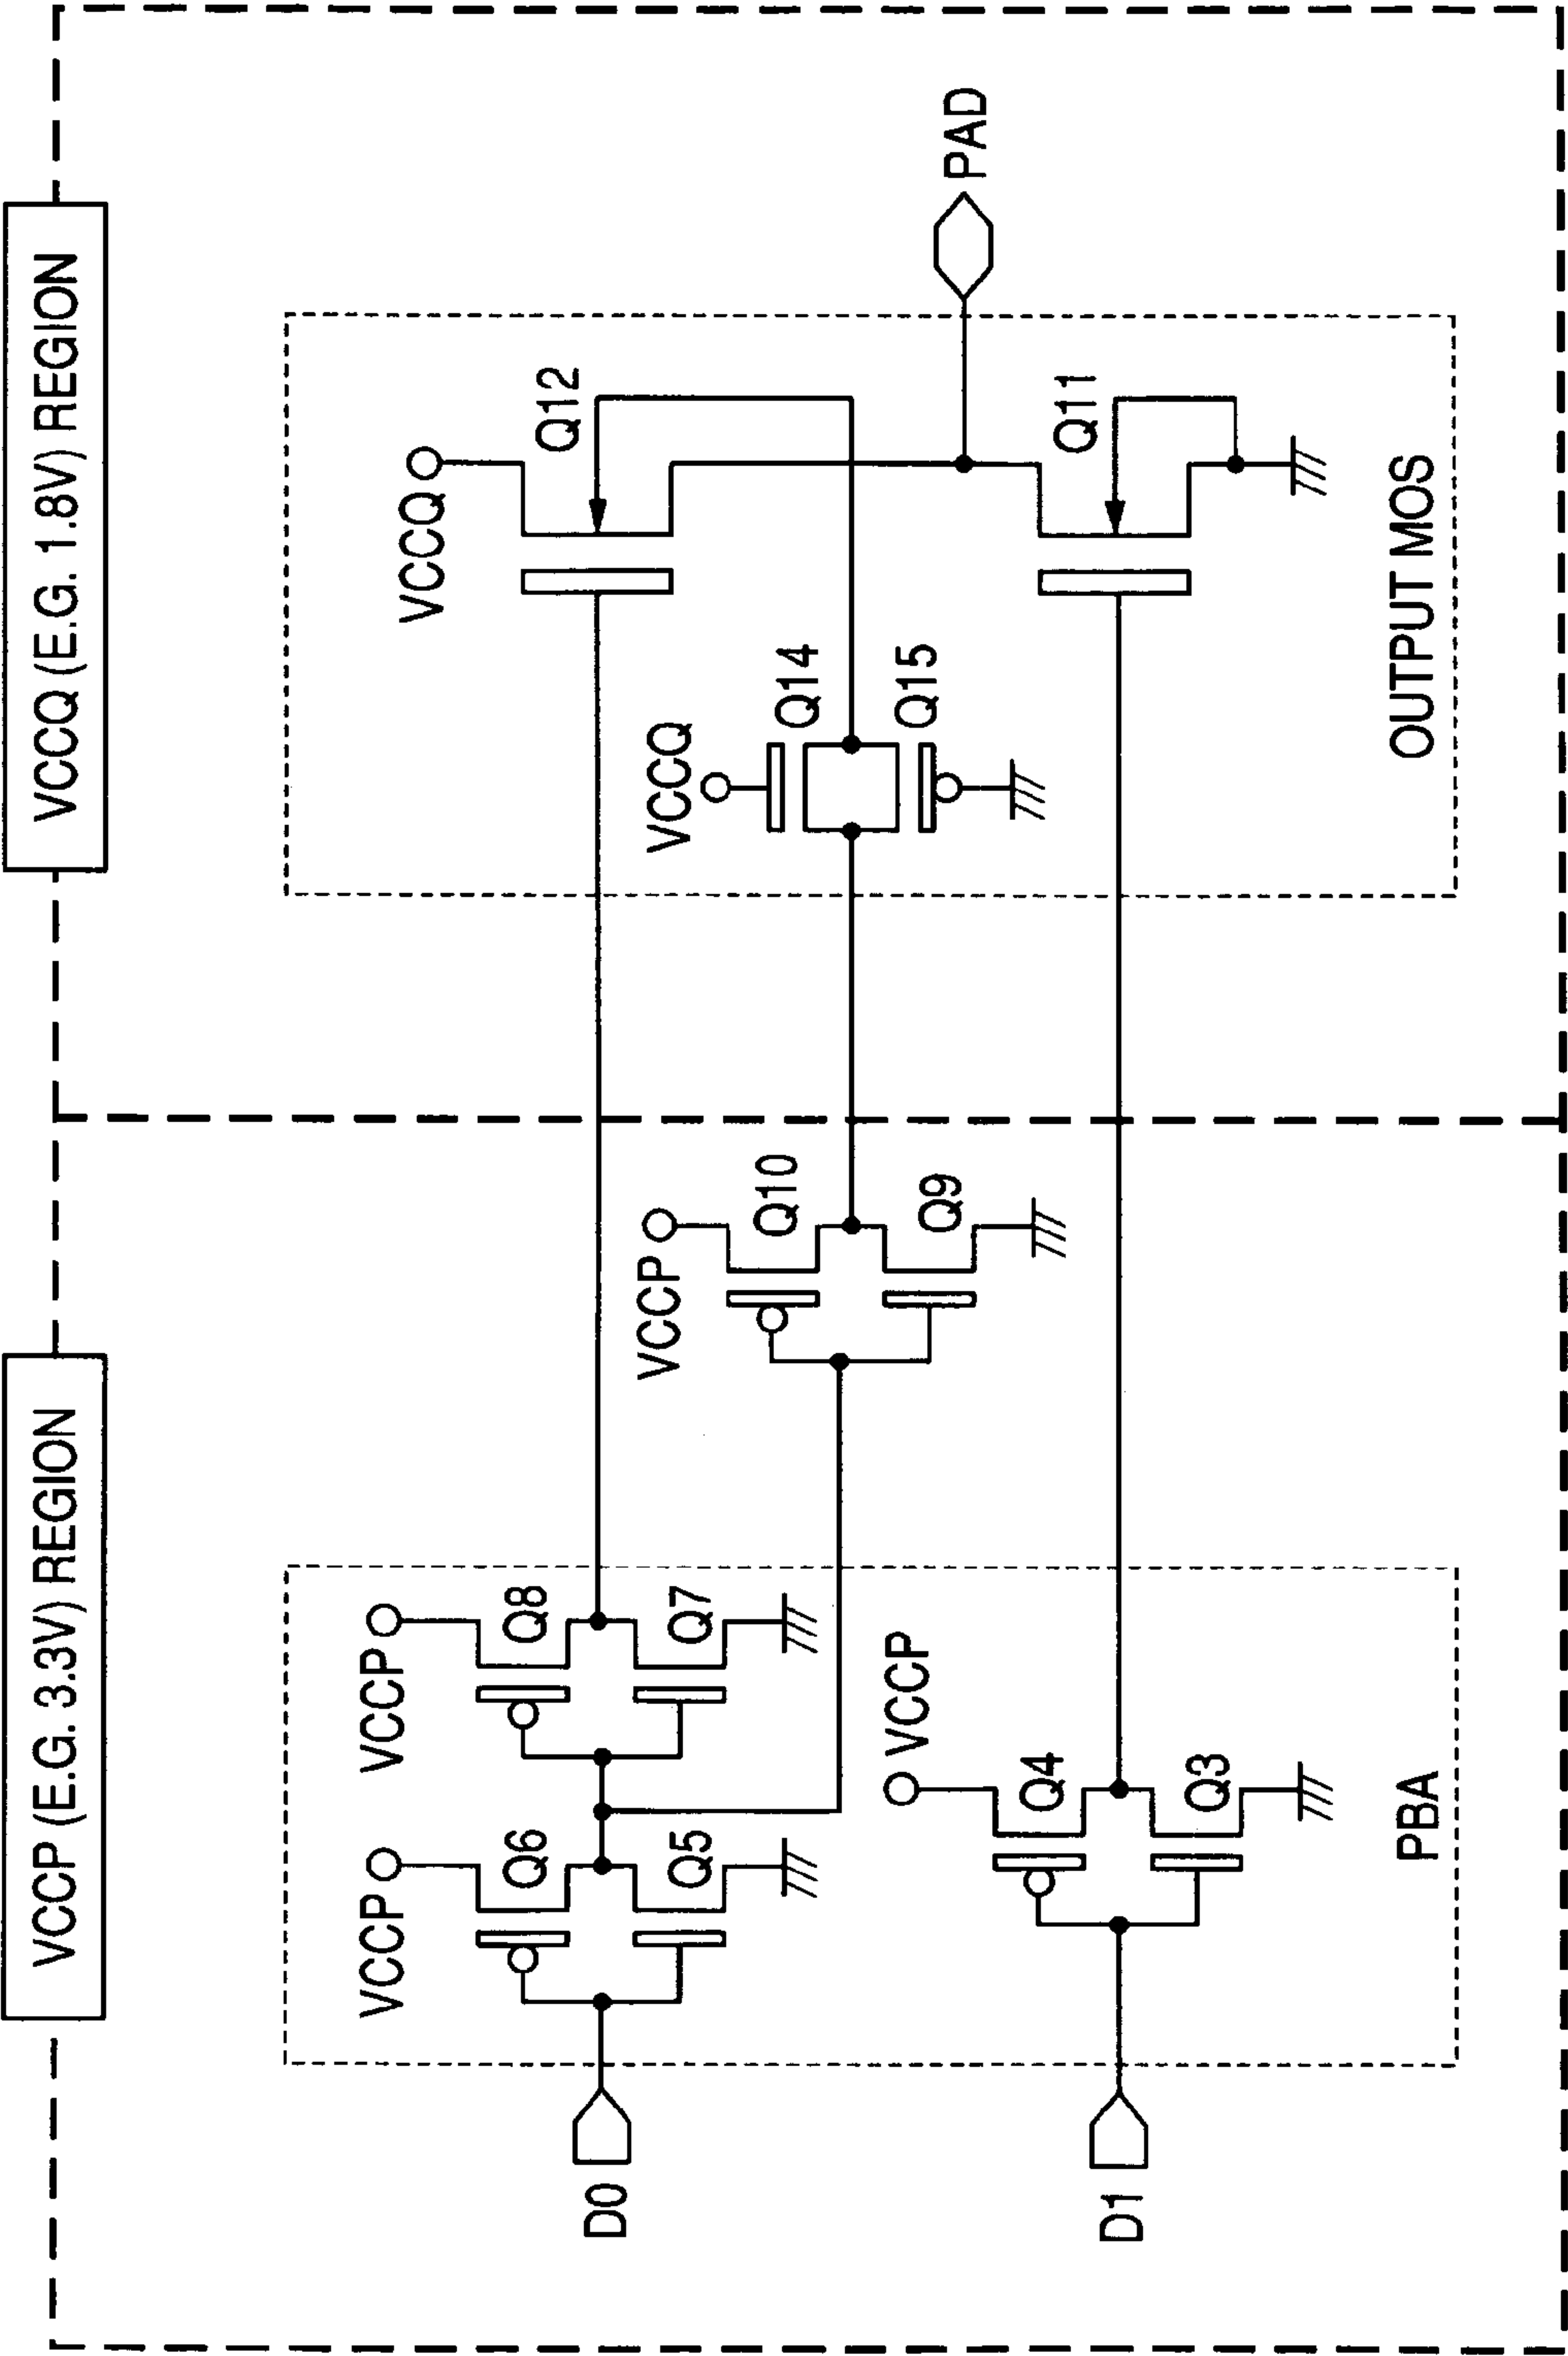 VCCP (E.G. 3.3V) REGION
VCCQ (E.G. 1.8V) REGION
VCCP
VCCP
VCCQ
D0
Q6
Q8
Q12
Q5
Q7
VCCP
Q10
VCCQ
Q14
Q9
Q15
PAD
VCCP
D1
Q4
Q11
Q3
PBA
OUTPUT MOS